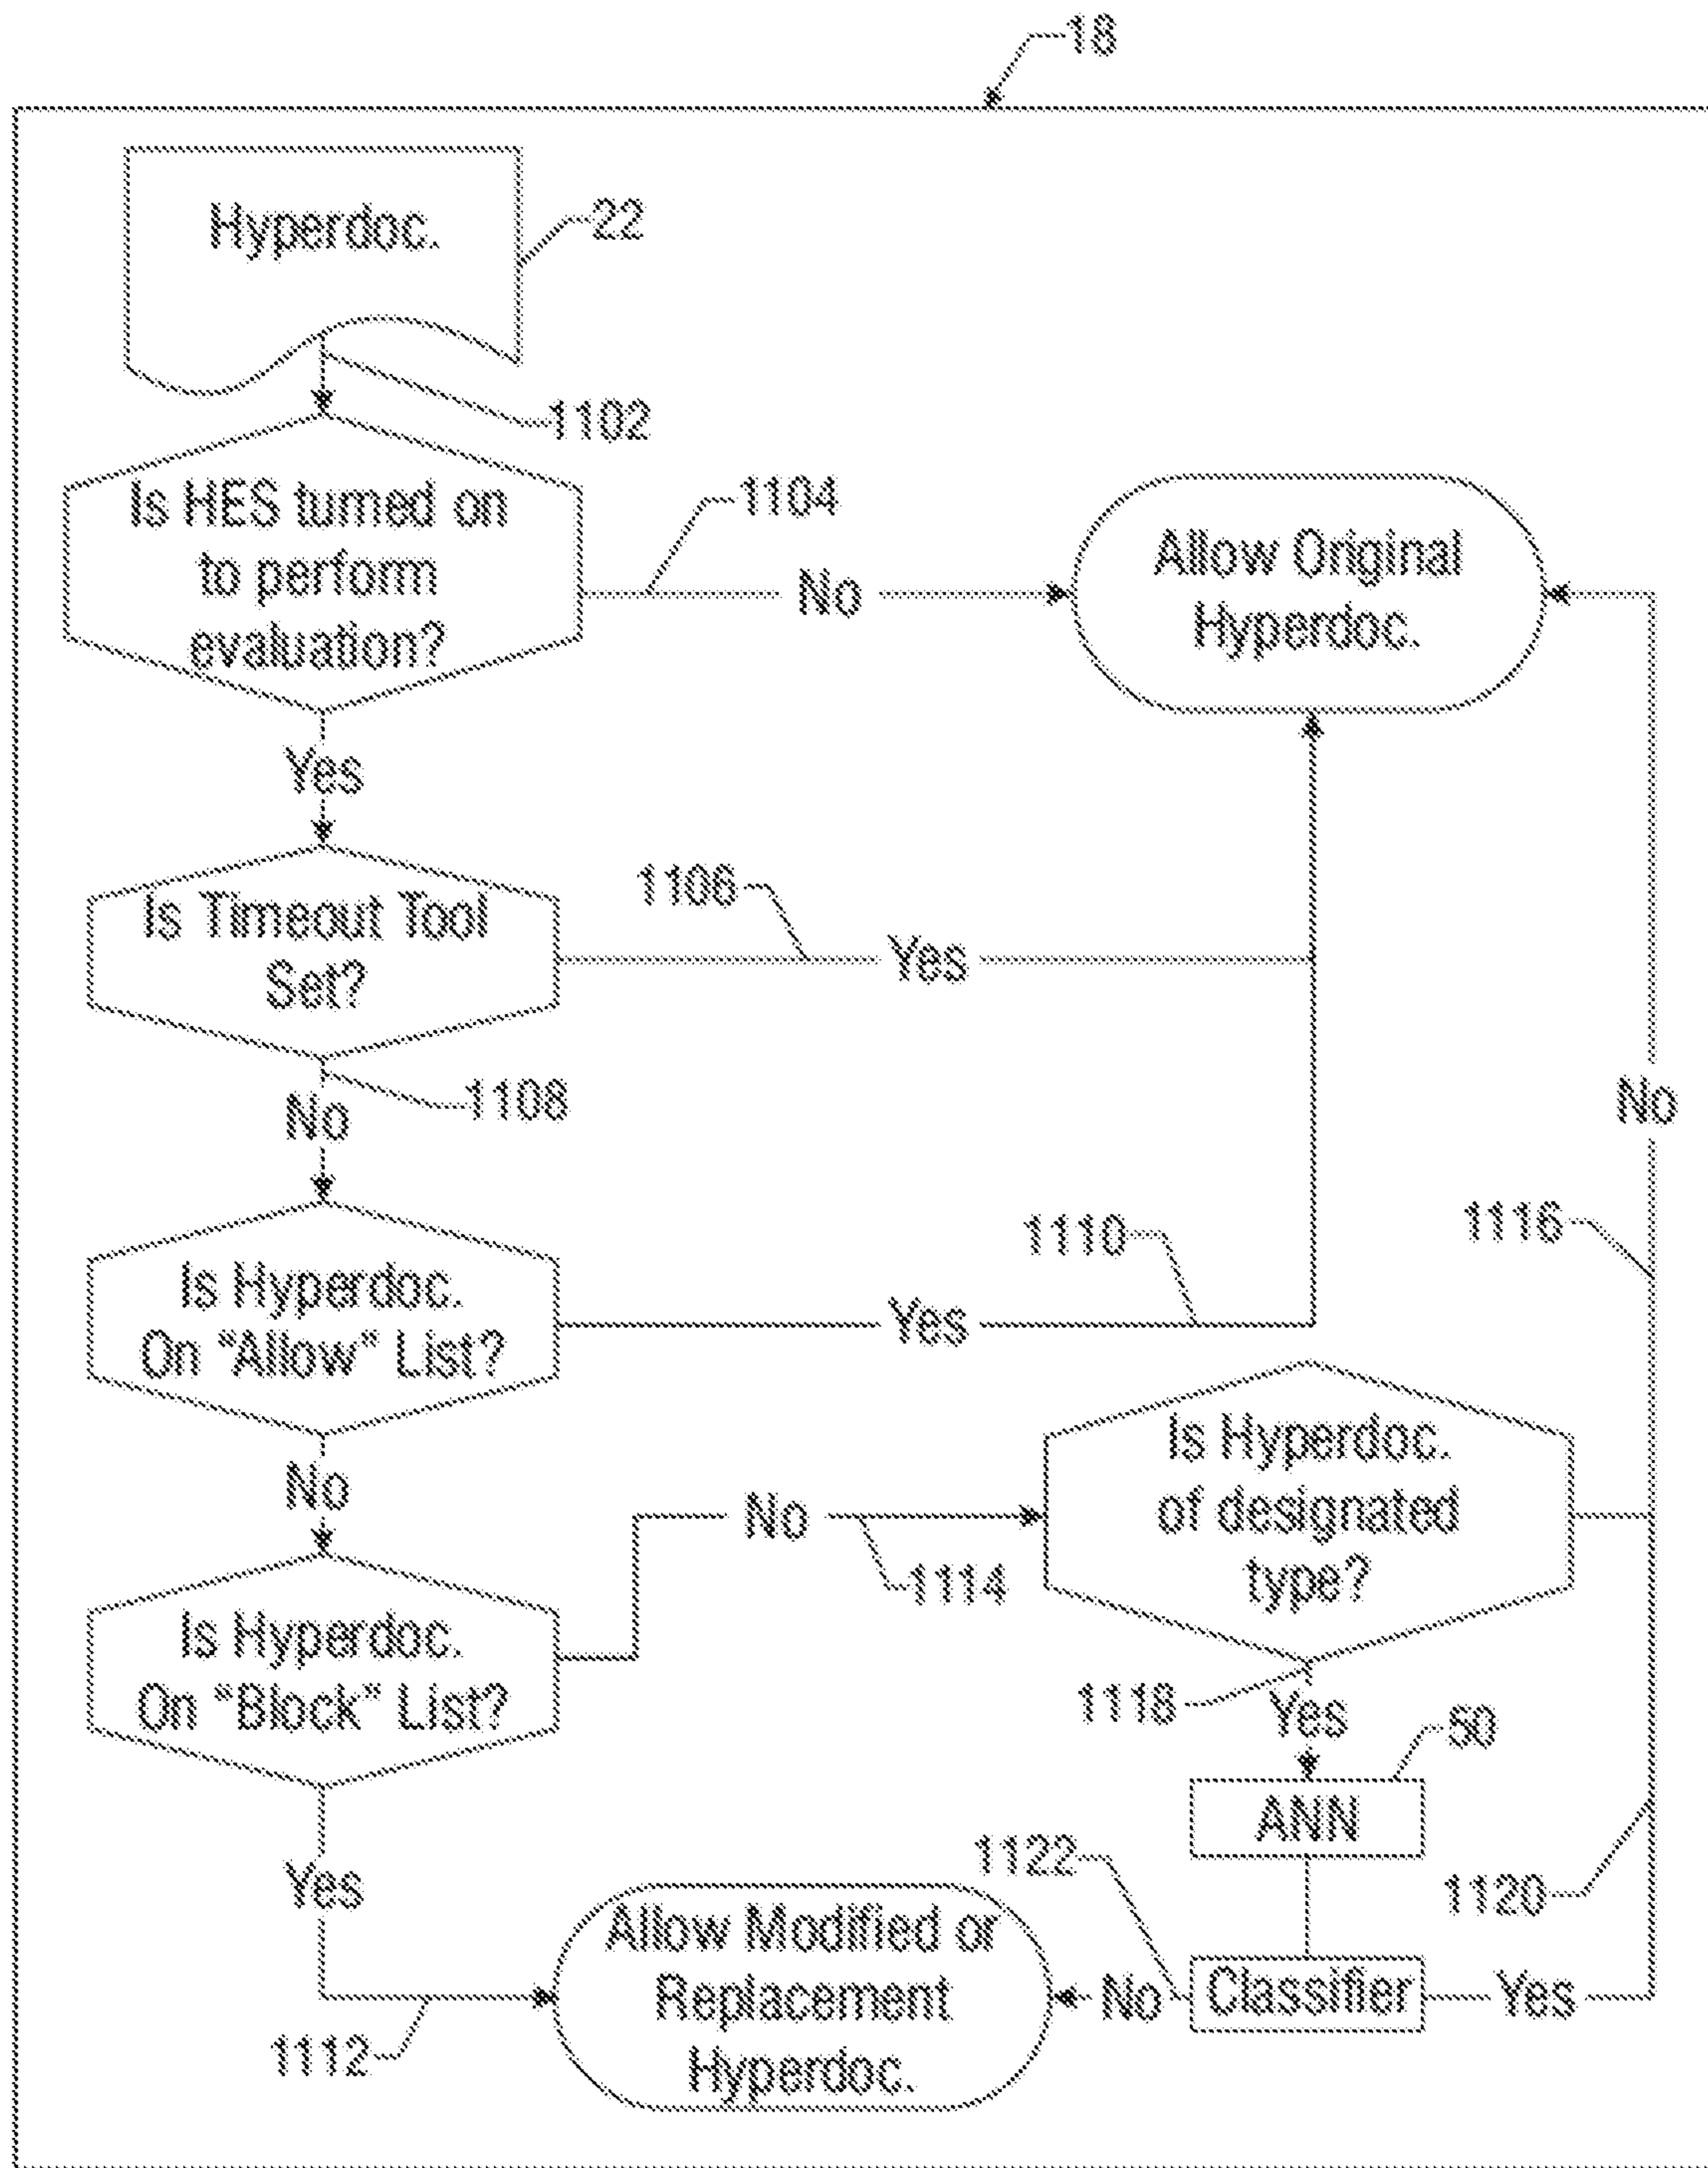 18
Hyperdoc.
22
1102
Is HES turned on
to perform
evaluation?
1104
No
Allow Original
Hyperdoc.
Yes
Is Timeout Tool
Set?
1106
Yes
1108
No
No
Is Hyperdoc.
On "Allow" List?
1110
Yes
1116
No
Is Hyperdoc.
of designated
type?
No
1114
Is Hyperdoc.
On "Block" List?
1118
Yes
50
ANN
Yes
1122
1120
Allow Modified or
Replacement
Hyperdoc.
No
Classifier
Yes
1112